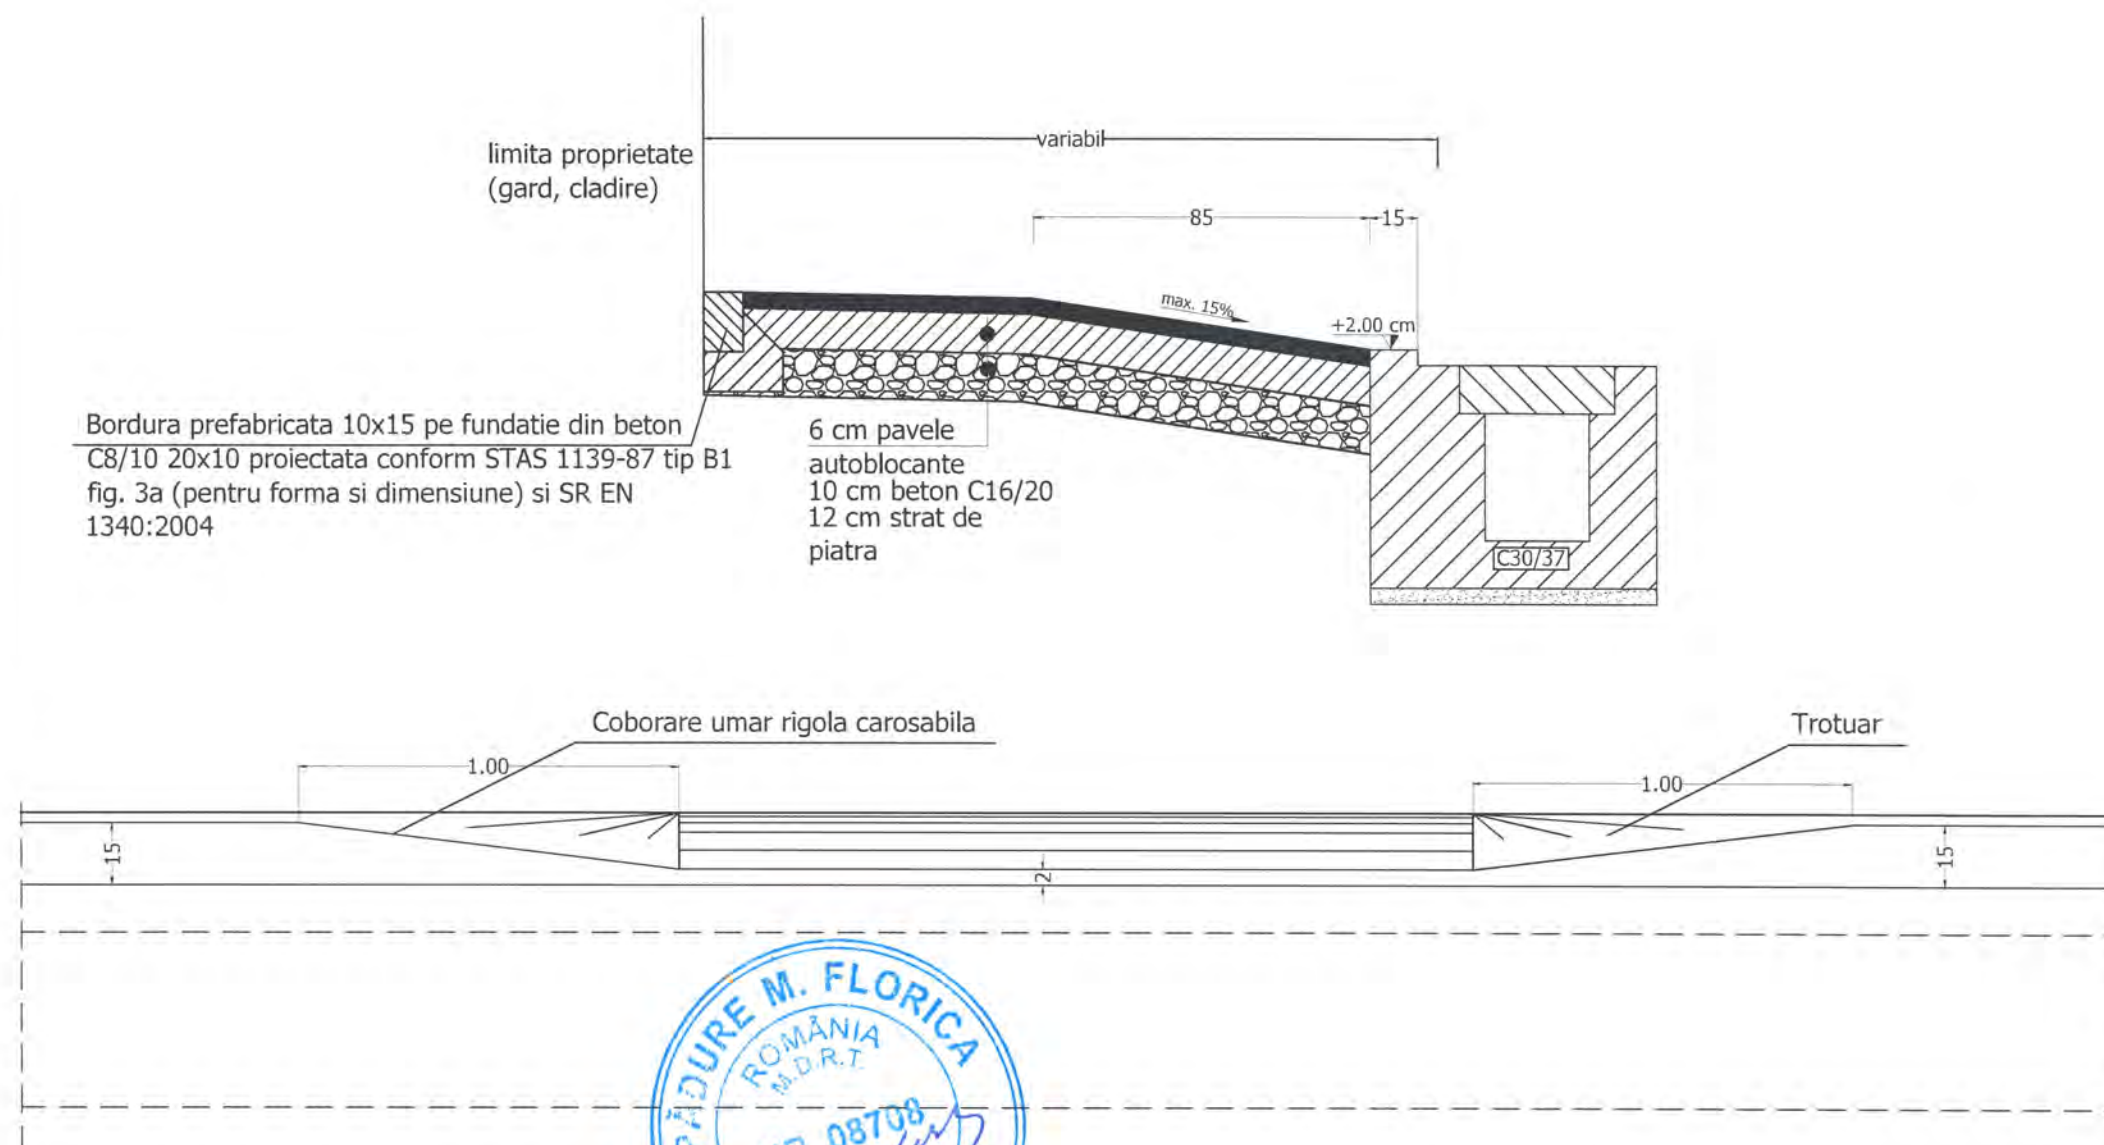 variabil
limita proprietate
(gard, cladire)
85
15
max. 15%
+2.00 cm
Bordura prefabricata 10x15 pe fundatie din beton
C8/10 20x10 proiectata conform STAS 1139-87 tip B1
fig. 3a (pentru forma si dimensiune) si SR EN
1340:2004
6 cm pavele
autoblocante
10 cm beton C16/20
12 cm strat de
piatra
C30/37
Coborare umar rigola carosabila
Trotuar
1.00
1.00
15
2
15
M. FLORICA
ROMÂNIA
M.D.R.T.
08708